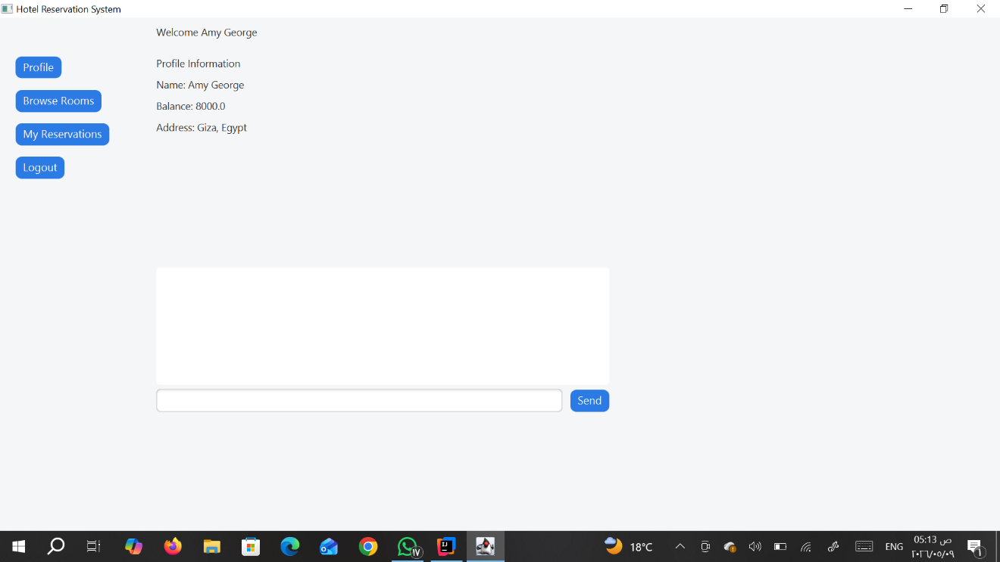 Hotel Reservation System
Welcome Amy George
Profile
Profile Information
Name: Amy George
Browse Rooms
Balance: 8000.0
Address: Giza, Egypt
My Reservations
Logout
Send
18°C
ENG
05:13 ص
٢٠٢٦/٠٥/٠٩
1